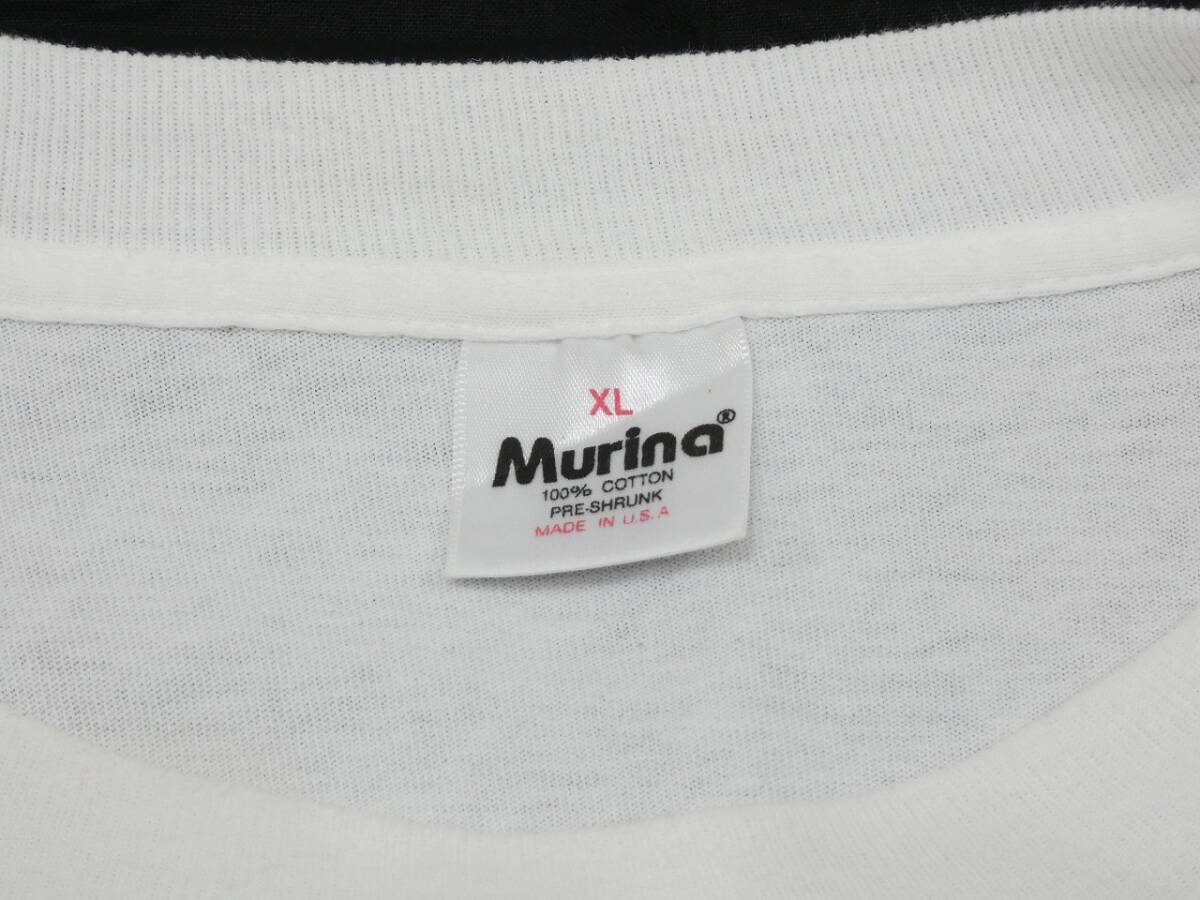 XL
Murina®
100% COTTON
PRE-SHRUNK
MADE IN U.S.A